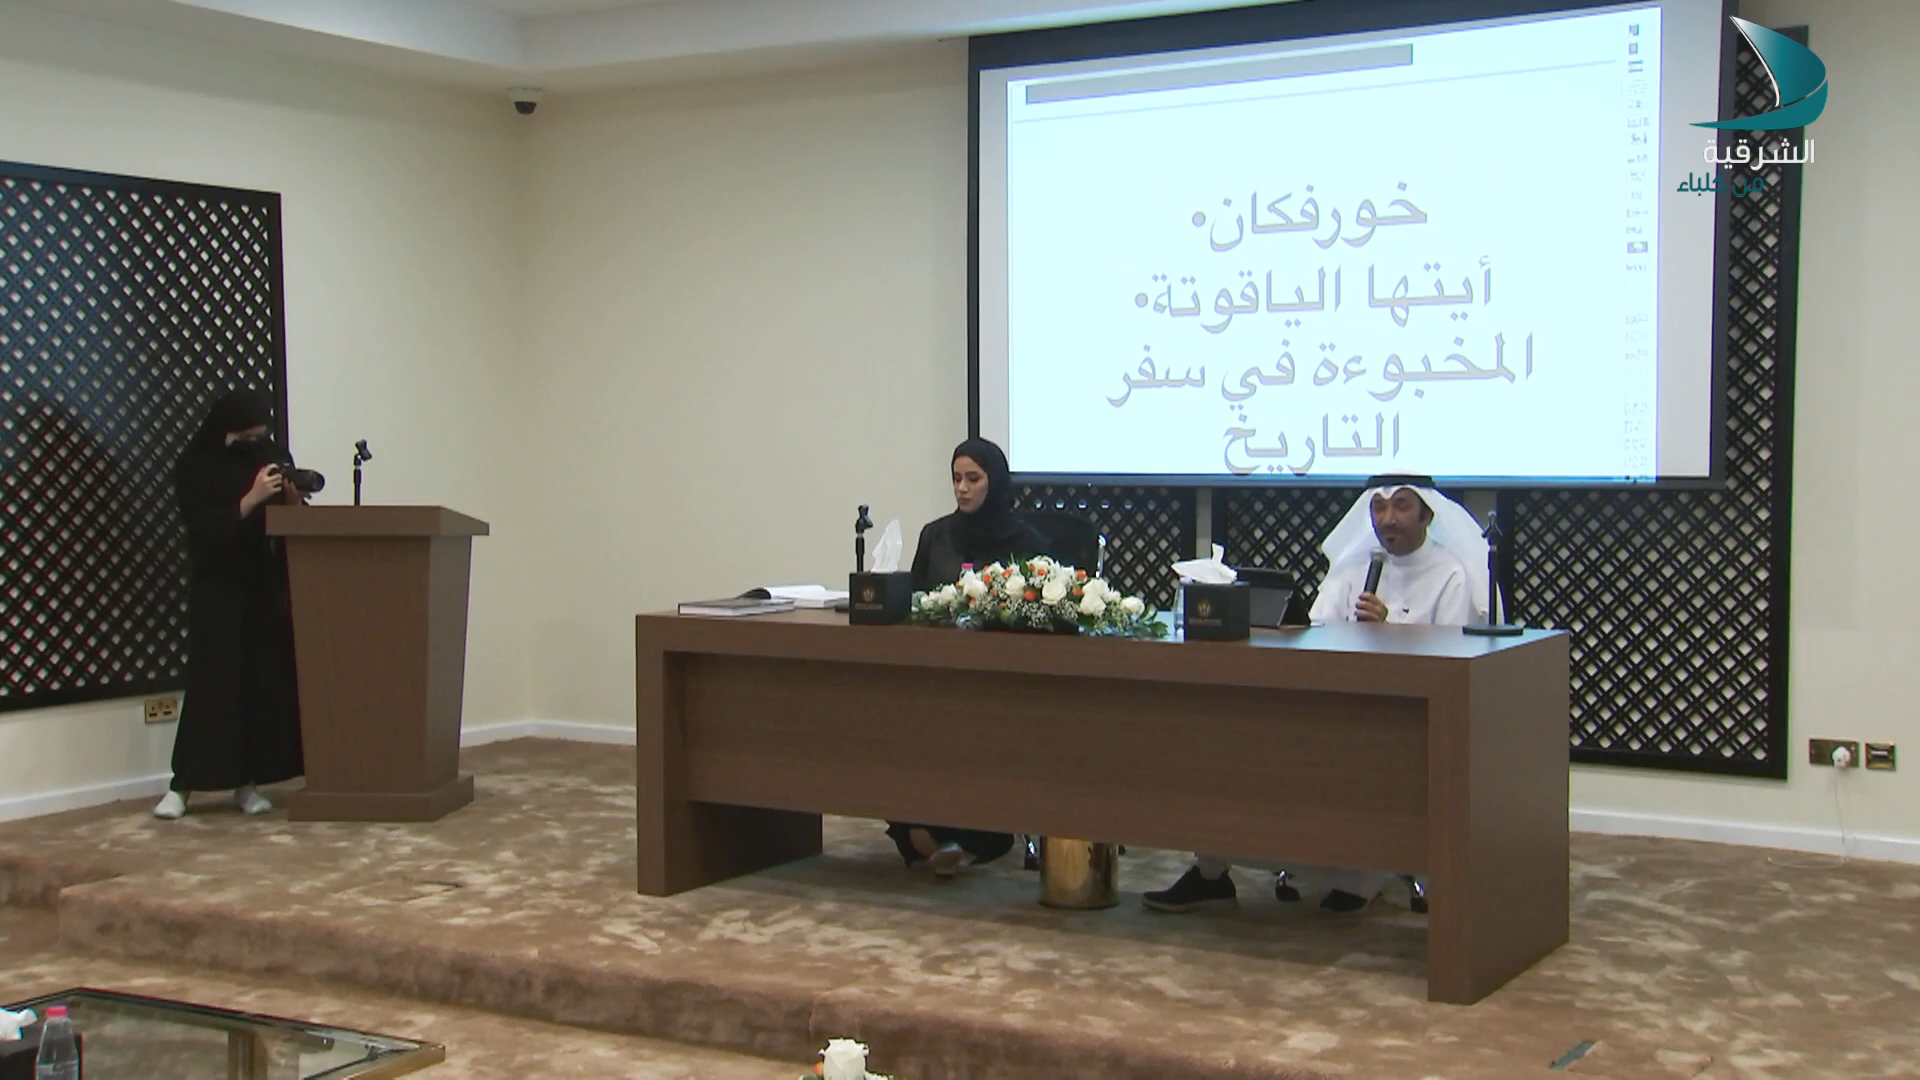 خورفكان•
أيتها الياقوتة•
المخبوءة في سفر
التاريخ
الشرقية
من كلباء